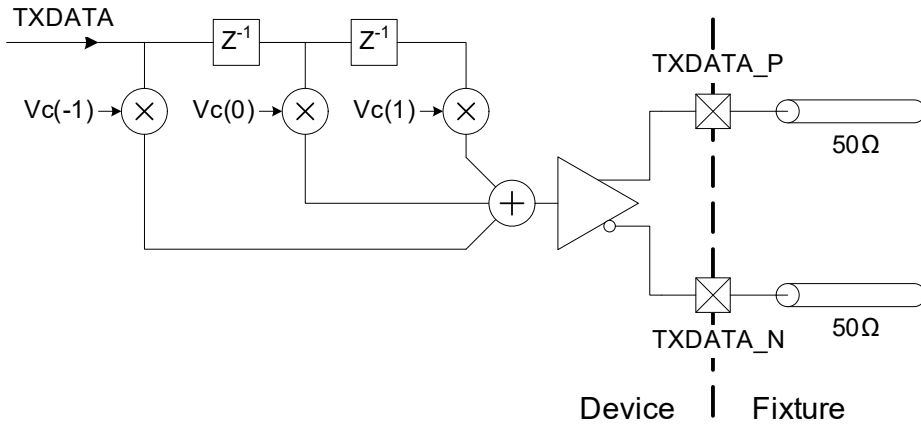 TXDATA
Z-1
Z-1
TXDATA_P
Vc(-1)
Vc(0)
Vc(1)
50Ω
50Ω
TXDATA_N
Device
Fixture